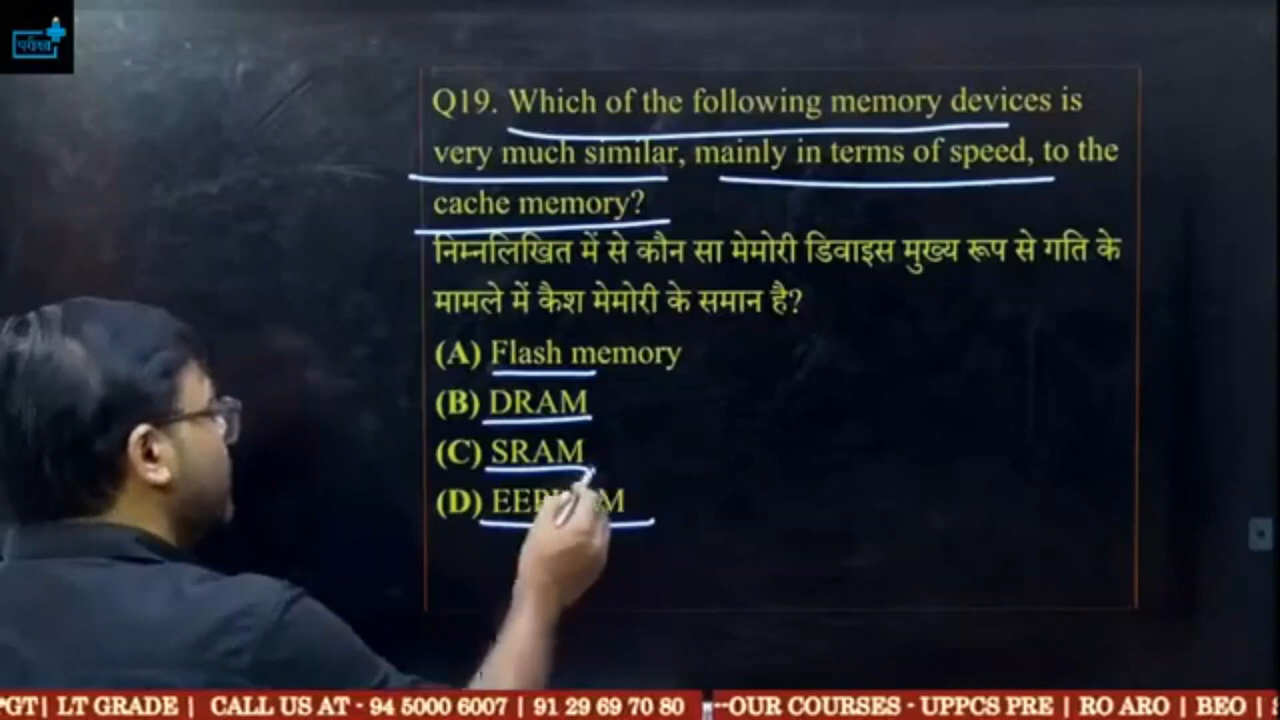 परीक्षा
Q19. Which of the following memory devices is
very much similar, mainly in terms of speed, to the
cache memory?
निम्नलिखित में से कौन सा मेमोरी डिवाइस मुख्य रूप से गति के
मामले में कैश मेमोरी के समान है?
(A) Flash memory
(B) DRAM
(C) SRAM
(D)
PGT| LT GRADE | CALL US AT - 94 5000 6007 | 91 29 69 70 80 --OUR COURSES - UPPCS PRE | RO ARO | BEO |